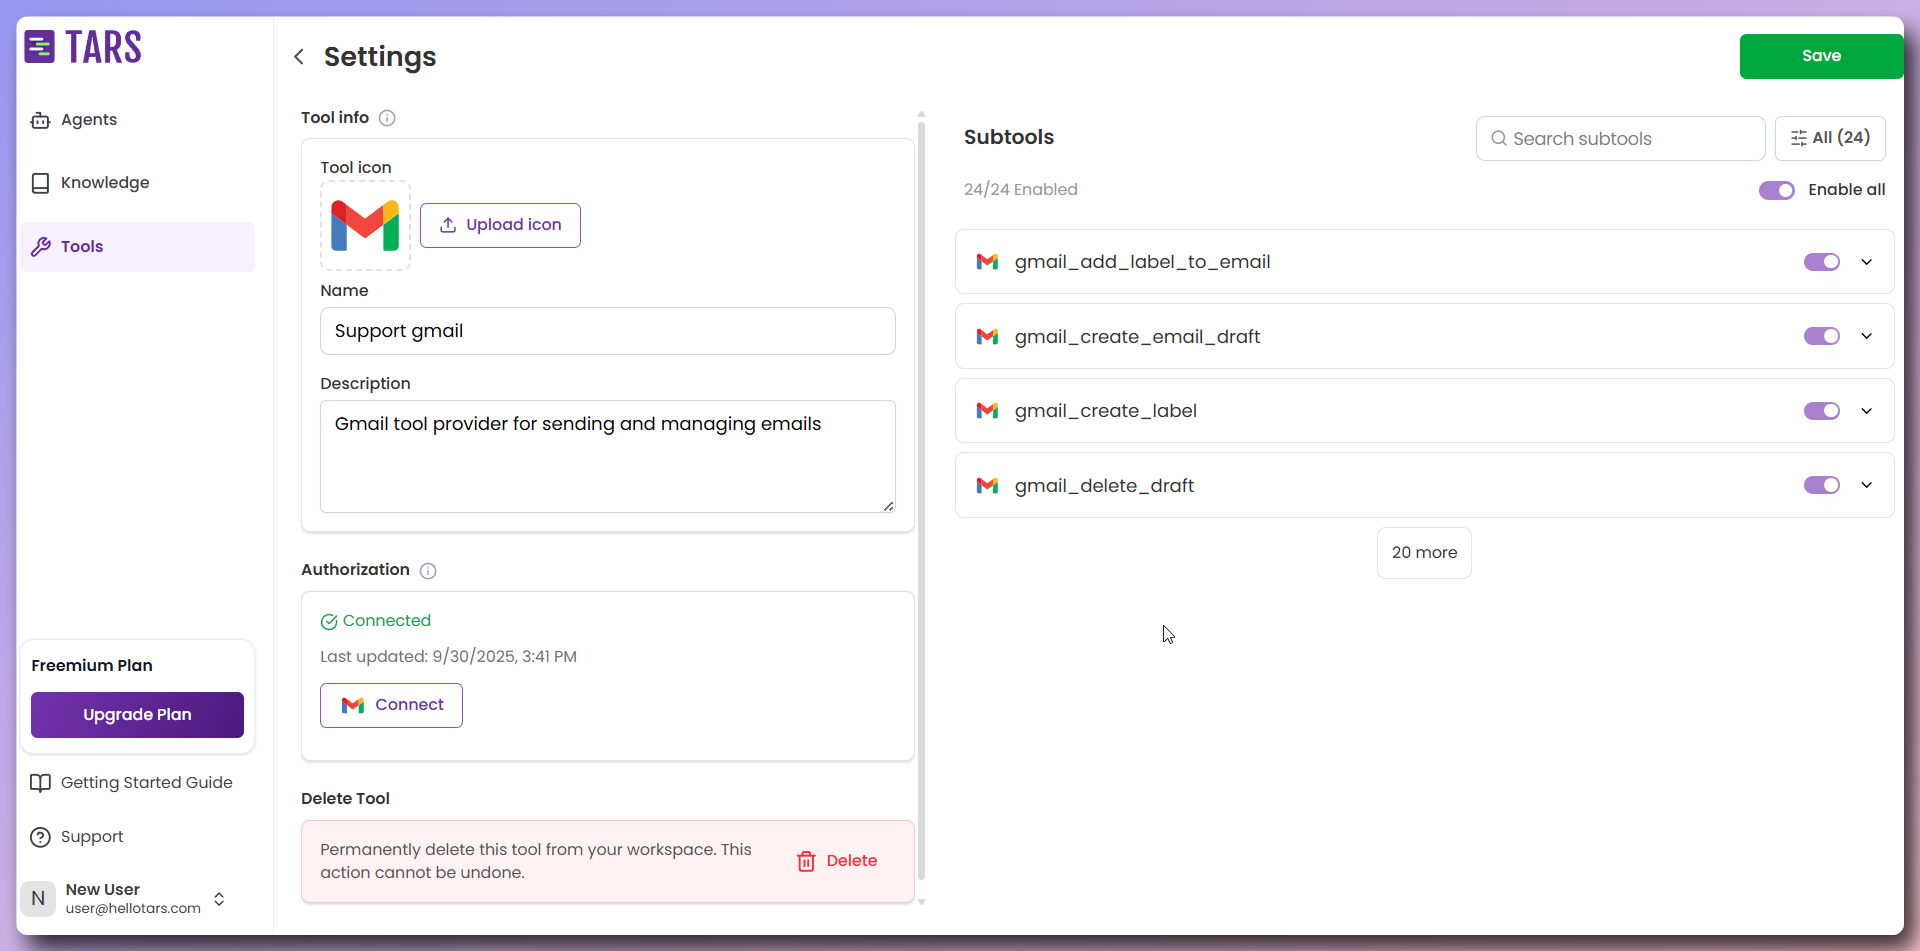 TARS
Agents
Knowledge
Tools
Freemium Plan
Upgrade Plan
Getting Started Guide
Support
N
New User
user@hellotars.com
Settings
Save
Tool info
Tool icon
Upload icon
Name
Support gmail
Description
Gmail tool provider for sending and managing emails
Authorization
Connected
Last updated: 9/30/2025, 3:41 PM
Connect
Delete Tool
Permanently delete this tool from your workspace. This
action cannot be undone.
Delete
Subtools
Search subtools
All (24)
24/24 Enabled
Enable all
gmail_add_label_to_email
gmail_create_email_draft
gmail_create_label
gmail_delete_draft
20 more